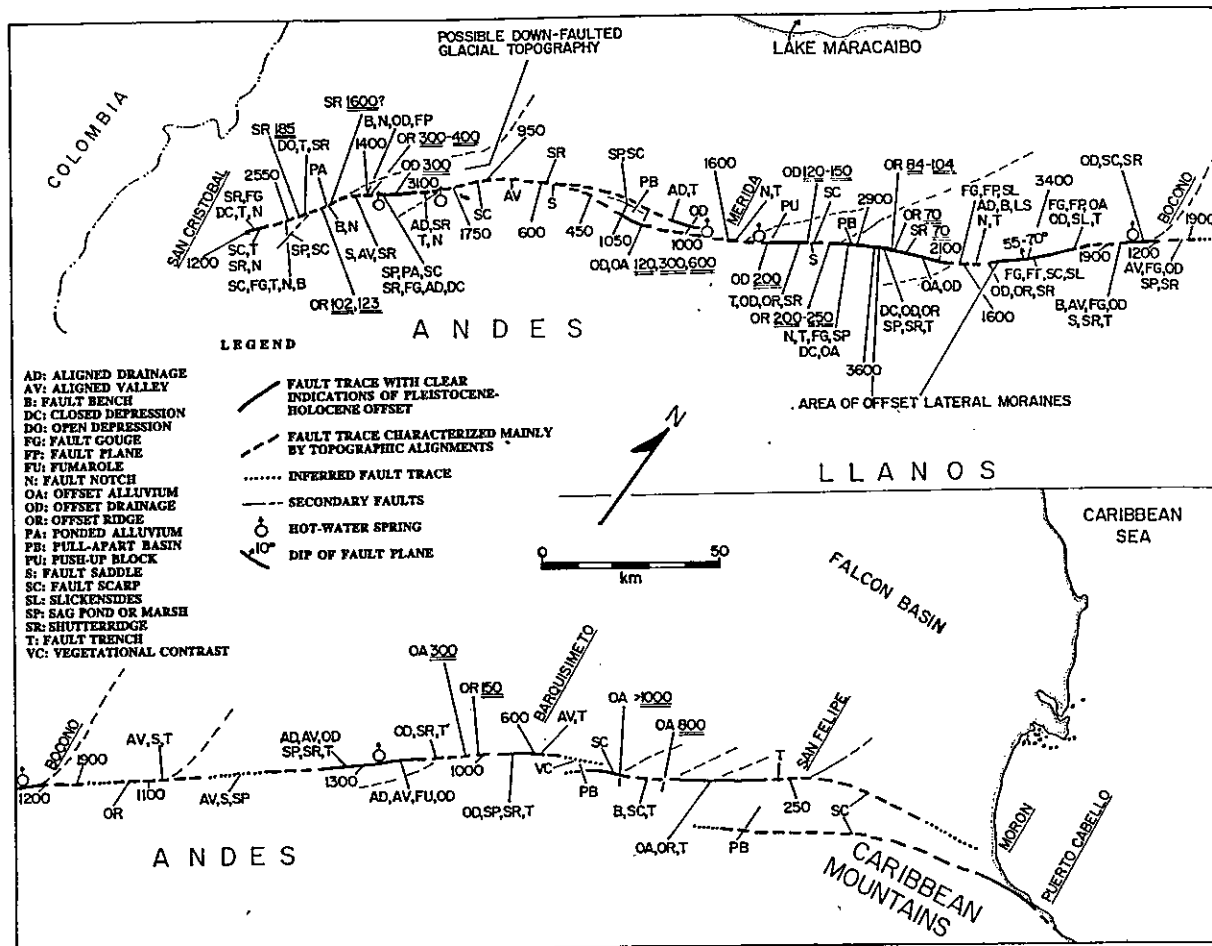 POSSIBLE DOWN-FAULTED
GLACIAL TOPOGRAPHY
LAKE MARACAIBO
COLOMBIA
SAN CRISTOBAL
1200
SR,FG
DC,T,N
2550
SR 185
DO,T,SR
PA
SR 1600?
B,N,OD,FP
1400
OR 300-400
OD 300
3100
950
SR
SP,SC
PB
AD,T
OD
1600
MERIDA
N,T
PU
OD 120-150
SC
PB
2900
OR 84-104
OR 70
SR 70
2100
FG,FP,SL
AD,B,LS
N,T
3400
FG,FP,OA
OD,SL,T
55-70°
OD,SC,SR
BOCONO
1900
SC,T
SR,N
SC,FG,T,N,B
SP,SC
B,N
OR 102, 123
S,AV,SR
AD,SR
T,N
SP,PA,SC
SR,FG,AD,DC
1750
SC
AV
600
S
450
1050
OD,OA
120,300,600
1000
OD 200
T,OD,OR,SR
OR 200-250
N,T,FG,SP
DC,OA
S
3600
DC,OD,OR
SP,SR,T
OA,OD
1600
OD,OR,SR
FG,FT,SC,SL
1900
B,AV,FG,OD
S,SR,T
1200
AV,FG,OD
SP,SR
AREA OF OFFSET LATERAL MORAINES
ANDES
LLANOS
LEGEND
AD: ALIGNED DRAINAGE
AV: ALIGNED VALLEY
B: FAULT BENCH
DC: CLOSED DEPRESSION
DO: OPEN DEPRESSION
FG: FAULT GOUGE
FP: FAULT PLANE
FU: FUMAROLE
N: FAULT NOTCH
OA: OFFSET ALLUVIUM
OD: OFFSET DRAINAGE
OR: OFFSET RIDGE
PA: PONDED ALLUVIUM
PB: PULL-APART BASIN
PU: PUSH-UP BLOCK
S: FAULT SADDLE
SC: FAULT SCARP
SL: SLICKENSIDES
SP: SAG POND OR MARSH
SR: SHUTTERRIDGE
T: FAULT TRENCH
VC: VEGETATIONAL CONTRAST
FAULT TRACE WITH CLEAR
INDICATIONS OF PLEISTOCENE-
HOLOCENE OFFSET
FAULT TRACE CHARACTERIZED MAINLY
BY TOPOGRAPHIC ALIGNMENTS
INFERRED FAULT TRACE
SECONDARY FAULTS
HOT-WATER SPRING
10°
DIP OF FAULT PLANE
N
0
50
km
CARIBBEAN
SEA
FALCON BASIN
BOCONO
1200
1900
OR
AV,S,T
1100
AV,S,SP
AD,AV,OD
SP,SR,T
1300
AD,AV,FU,OD
OD,SR,T
OA 300
1000
OR 150
OD,SP,SR,T
600
BARQUISIMETO
AV,T
VC
PB
SC
OA >1000
B,SC,T
OA 800
OA,OR,T
PB
T
250
SAN FELIPE
SC
MORON
PUERTO CABELLO
ANDES
CARIBBEAN
MOUNTAINS